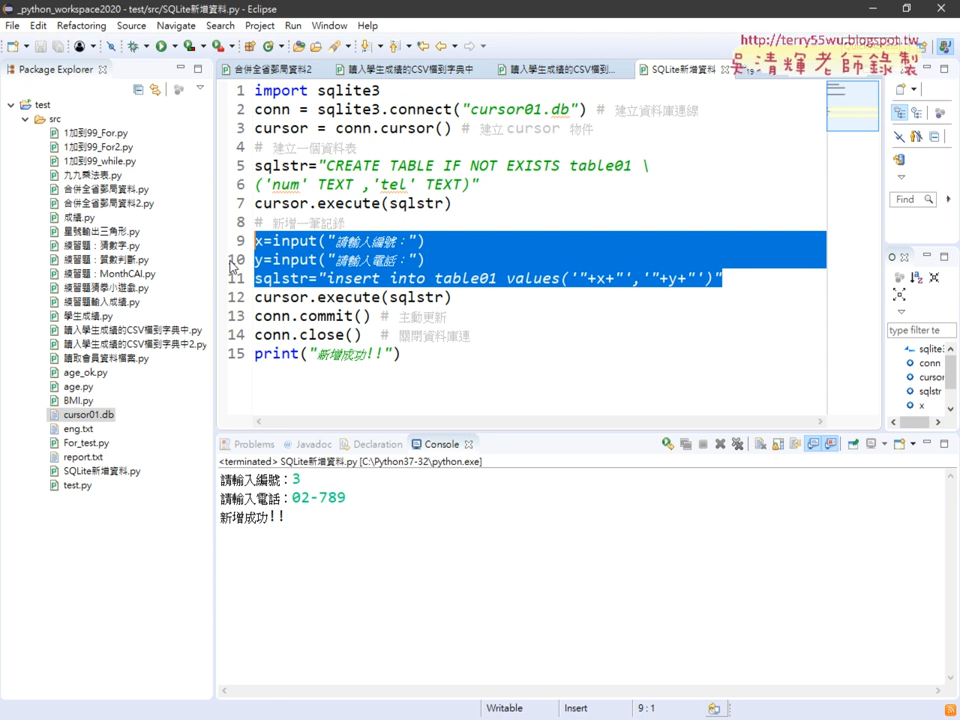 _python_workspace2020 - test/src/SQLite新增資料.py - Eclipse
File Edit Refactoring Source Navigate Search Project Run Window Help
http://terry55wu.blogspot.tw
吳清輝老師錄製
Package Explorer
合併全省郵局資料2
讀入學生成績的CSV檔到字典中
讀入學生成績的CSV檔到...
SQLite新增資料
test
src
1加到99_For.py
1加到99_For2.py
1加到99_while.py
九九乘法表.py
合併全省郵局資料.py
合併全省郵局資料2.py
成績.py
星號輸出三角形.py
練習題：猜數字.py
練習題：質數判斷.py
練習題：MonthCAI.py
練習題猜拳小遊戲.py
練習題輸入成績.py
學生成績.py
讀入學生成績的CSV檔到字典中.py
讀入學生成績的CSV檔到字典中2.py
讀取會員資料檔案.py
age_ok.py
age.py
BMI.py
cursor01.db
eng.txt
For_test.py
report.txt
SQLite新增資料.py
test.py
1 import sqlite3
2 conn = sqlite3.connect("cursor01.db") # 建立資料庫連線
3 cursor = conn.cursor() # 建立 cursor 物件
4 # 建立一個資料表
5 sqlstr="CREATE TABLE IF NOT EXISTS table01 \
6 ('num' TEXT ,'tel' TEXT)"
7 cursor.execute(sqlstr)
8 # 新增一筆記錄
9 x=input("請輸入編號：")
10 y=input("請輸入電話：")
11 sqlstr="insert into table01 values('"+x+"','"+y+"')"
12 cursor.execute(sqlstr)
13 conn.commit() # 主動更新
14 conn.close() # 關閉資料庫連
15 print("新增成功!!")
Find
type filter te
sqlite
conn
cursor
sqlstr
x
Problems Javadoc Declaration Console
<terminated> SQLite新增資料.py [C:\Python37-32\python.exe]
請輸入編號：3
請輸入電話：02-789
新增成功!!
Writable Insert 9 : 1